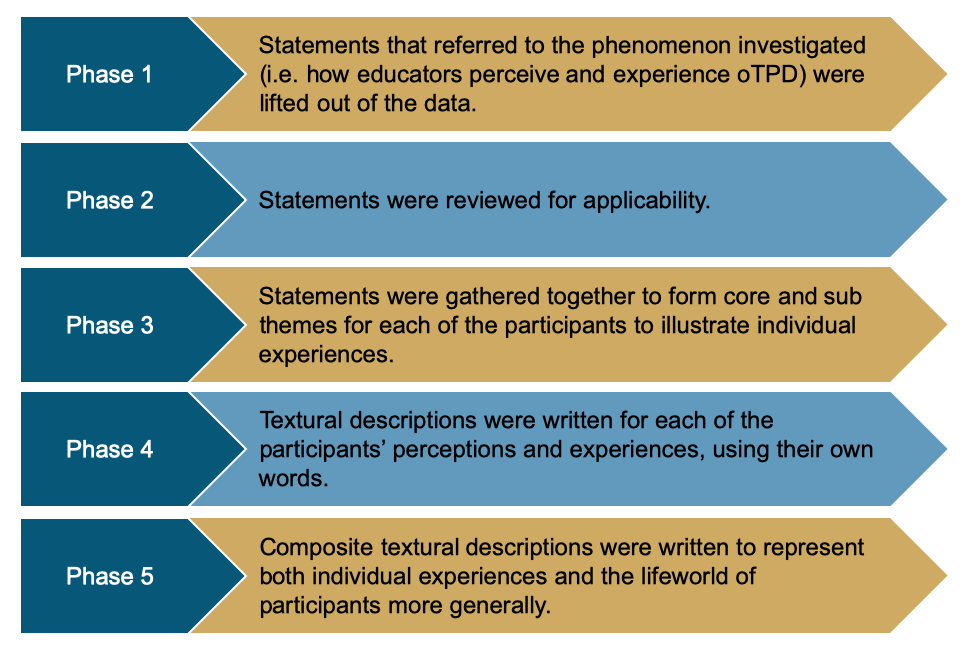 Phase 1
Statements that referred to the phenomenon investigated
(i.e. how educators perceive and experience oTPD) were
lifted out of the data.
Phase 2
Statements were reviewed for applicability.
Phase 3
Statements were gathered together to form core and sub
themes for each of the participants to illustrate individual
experiences.
Phase 4
Textural descriptions were written for each of the
participants’ perceptions and experiences, using their own
words.
Phase 5
Composite textural descriptions were written to represent
both individual experiences and the lifeworld of
participants more generally.